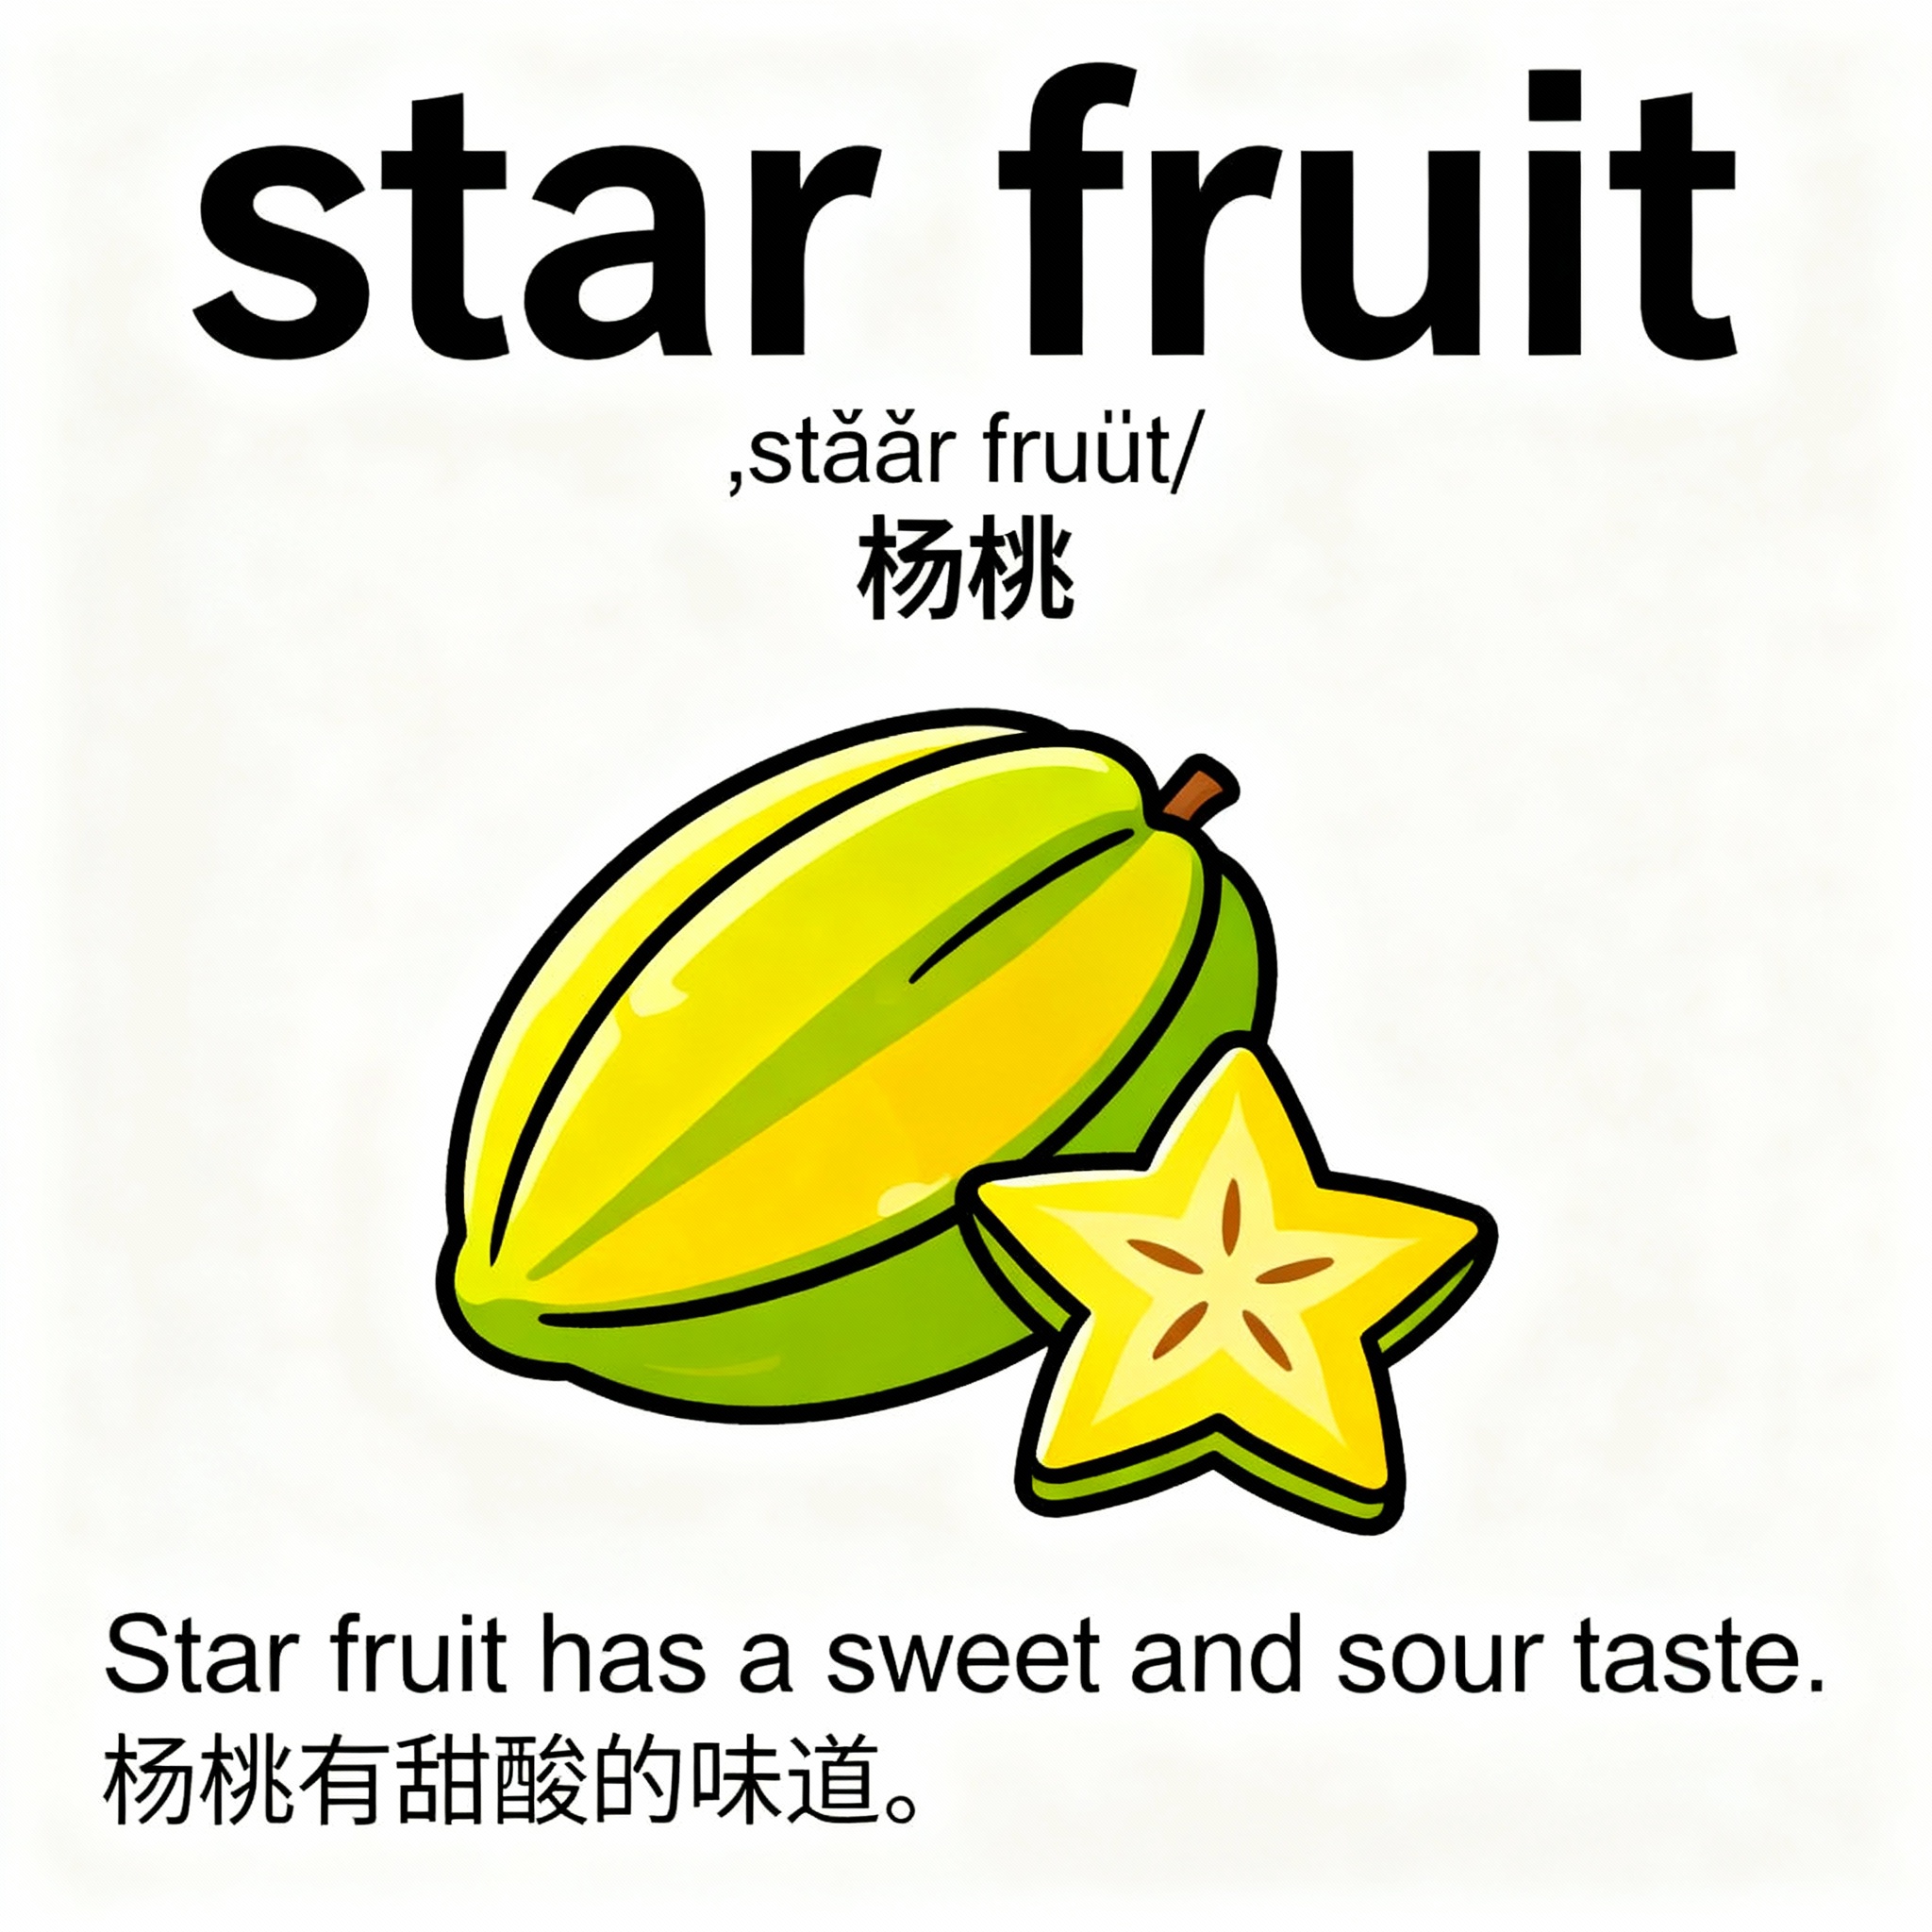 star fruit
,stǎǎr fruüt/
杨桃
Star fruit has a sweet and sour taste.
杨桃有甜酸的味道。